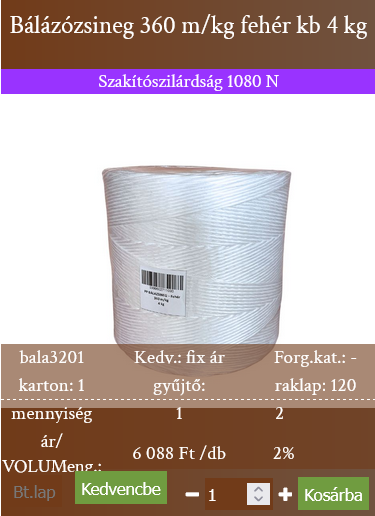 Bálázózsineg 360 m/kg fehér kb 4 kg
Szakítószilárdság 1080 N
bala3201 Kedv.: fix ár Forg.kat.: -
karton: 1 gyűjtő: raklap: 120
mennyiség 1 2
ár/
VOLUMeng.: 6 088 Ft /db 2%
Bt.lap Kedvencbe 1 Kosárba